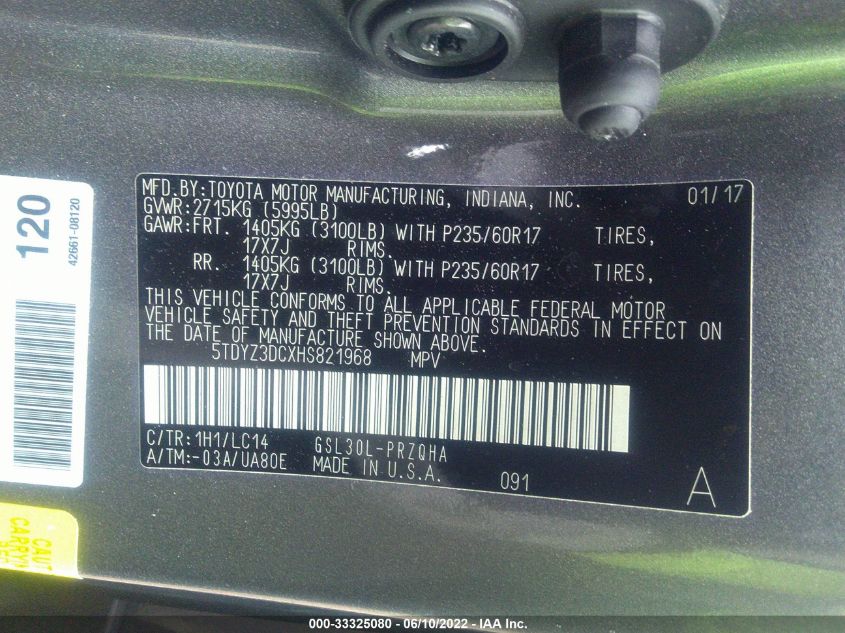 MFD.BY:TOYOTA MOTOR MANUFACTURING, INDIANA, INC. 01/17
GVWR:2715KG (5995LB)
GAWR:FRT. 1405KG (3100LB) WITH P235/60R17 TIRES,
17X7J RIMS.
RR. 1405KG (3100LB) WITH P235/60R17 TIRES,
17X7J RIMS.
THIS VEHICLE CONFORMS TO ALL APPLICABLE FEDERAL MOTOR
VEHICLE SAFETY AND THEFT PREVENTION STANDARDS IN EFFECT ON
THE DATE OF MANUFACTURE SHOWN ABOVE.
5TDYZ3DCXHS821968 MPV
C/TR:1H1/LC14 GSL30L-PRZQHA
A/TM:-03A/UA80E MADE IN U.S.A. 091 A
120
42661-08120
000-33325080 - 06/10/2022 - IAA Inc.